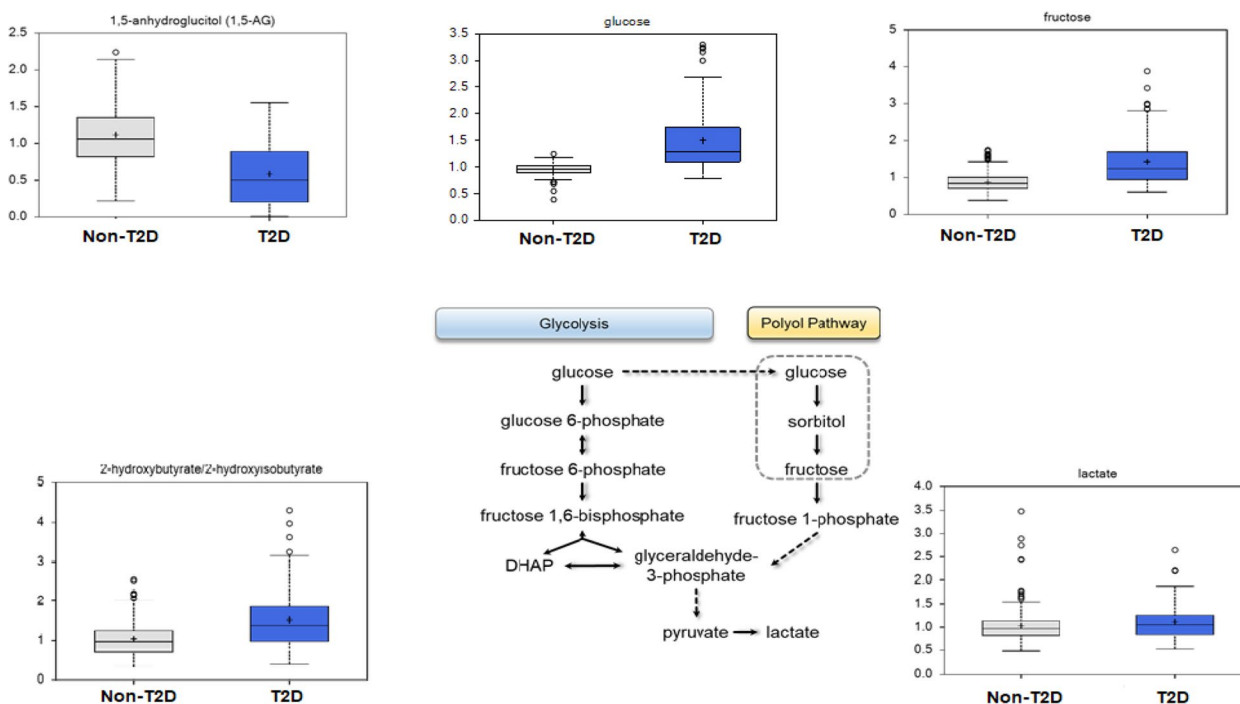 1,5-anhydroglucitol (1,5-AG)
2.5
2.0
1.5
1.0
0.5
0.0
Non-T2D
T2D
glucose
3.5
3.0
2.5
2.0
1.5
1.0
0.5
0.0
Non-T2D
T2D
fructose
5
4
3
2
1
0
Non-T2D
T2D
Glycolysis
Polyol Pathway
glucose
glucose
glucose 6-phosphate
sorbitol
fructose 6-phosphate
fructose
fructose 1,6-bisphosphate
fructose 1-phosphate
DHAP
glyceraldehyde-
3-phosphate
pyruvate
lactate
2-hydroxybutyrate/2-hydroxyisobutyrate
5
4
3
2
1
0
Non-T2D
T2D
lactate
4.0
3.5
3.0
2.5
2.0
1.5
1.0
0.5
0.0
Non-T2D
T2D